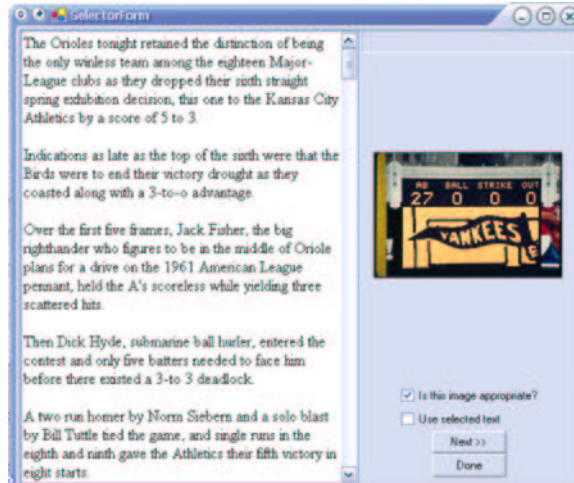 SelectorForm
The Orioles tonight retained the distinction of being
the only winless team among the eighteen Major-
League clubs as they dropped their sixth straight
spring exhibition decision, this one to the Kansas City
Athletics by a score of 5 to 3.
Indications as late as the top of the sixth were that the
Birds were to end their victory drought as they
coasted along with a 3-to-o advantage.
Over the first five frames, Jack Fisher, the big
righthander who figures to be in the middle of Oriole
plans for a drive on the 1961 American League
pennant, held the A's scoreless while yielding three
scattered hits.
Then Dick Hyde, submarine ball hurler, entered the
contest and only five batters needed to face him
before there existed a 3-to 3 deadlock.
A two run homer by Norm Siebern and a solo blast
by Bill Tuttle tied the game, and single runs in the
eighth and ninth gave the Athletics their fifth victory in
eight starts.
AB BALL STRIKE OUT
27 0 0 0
YANKEES
Is this image appropriate?
Use selected text
Next >>
Done